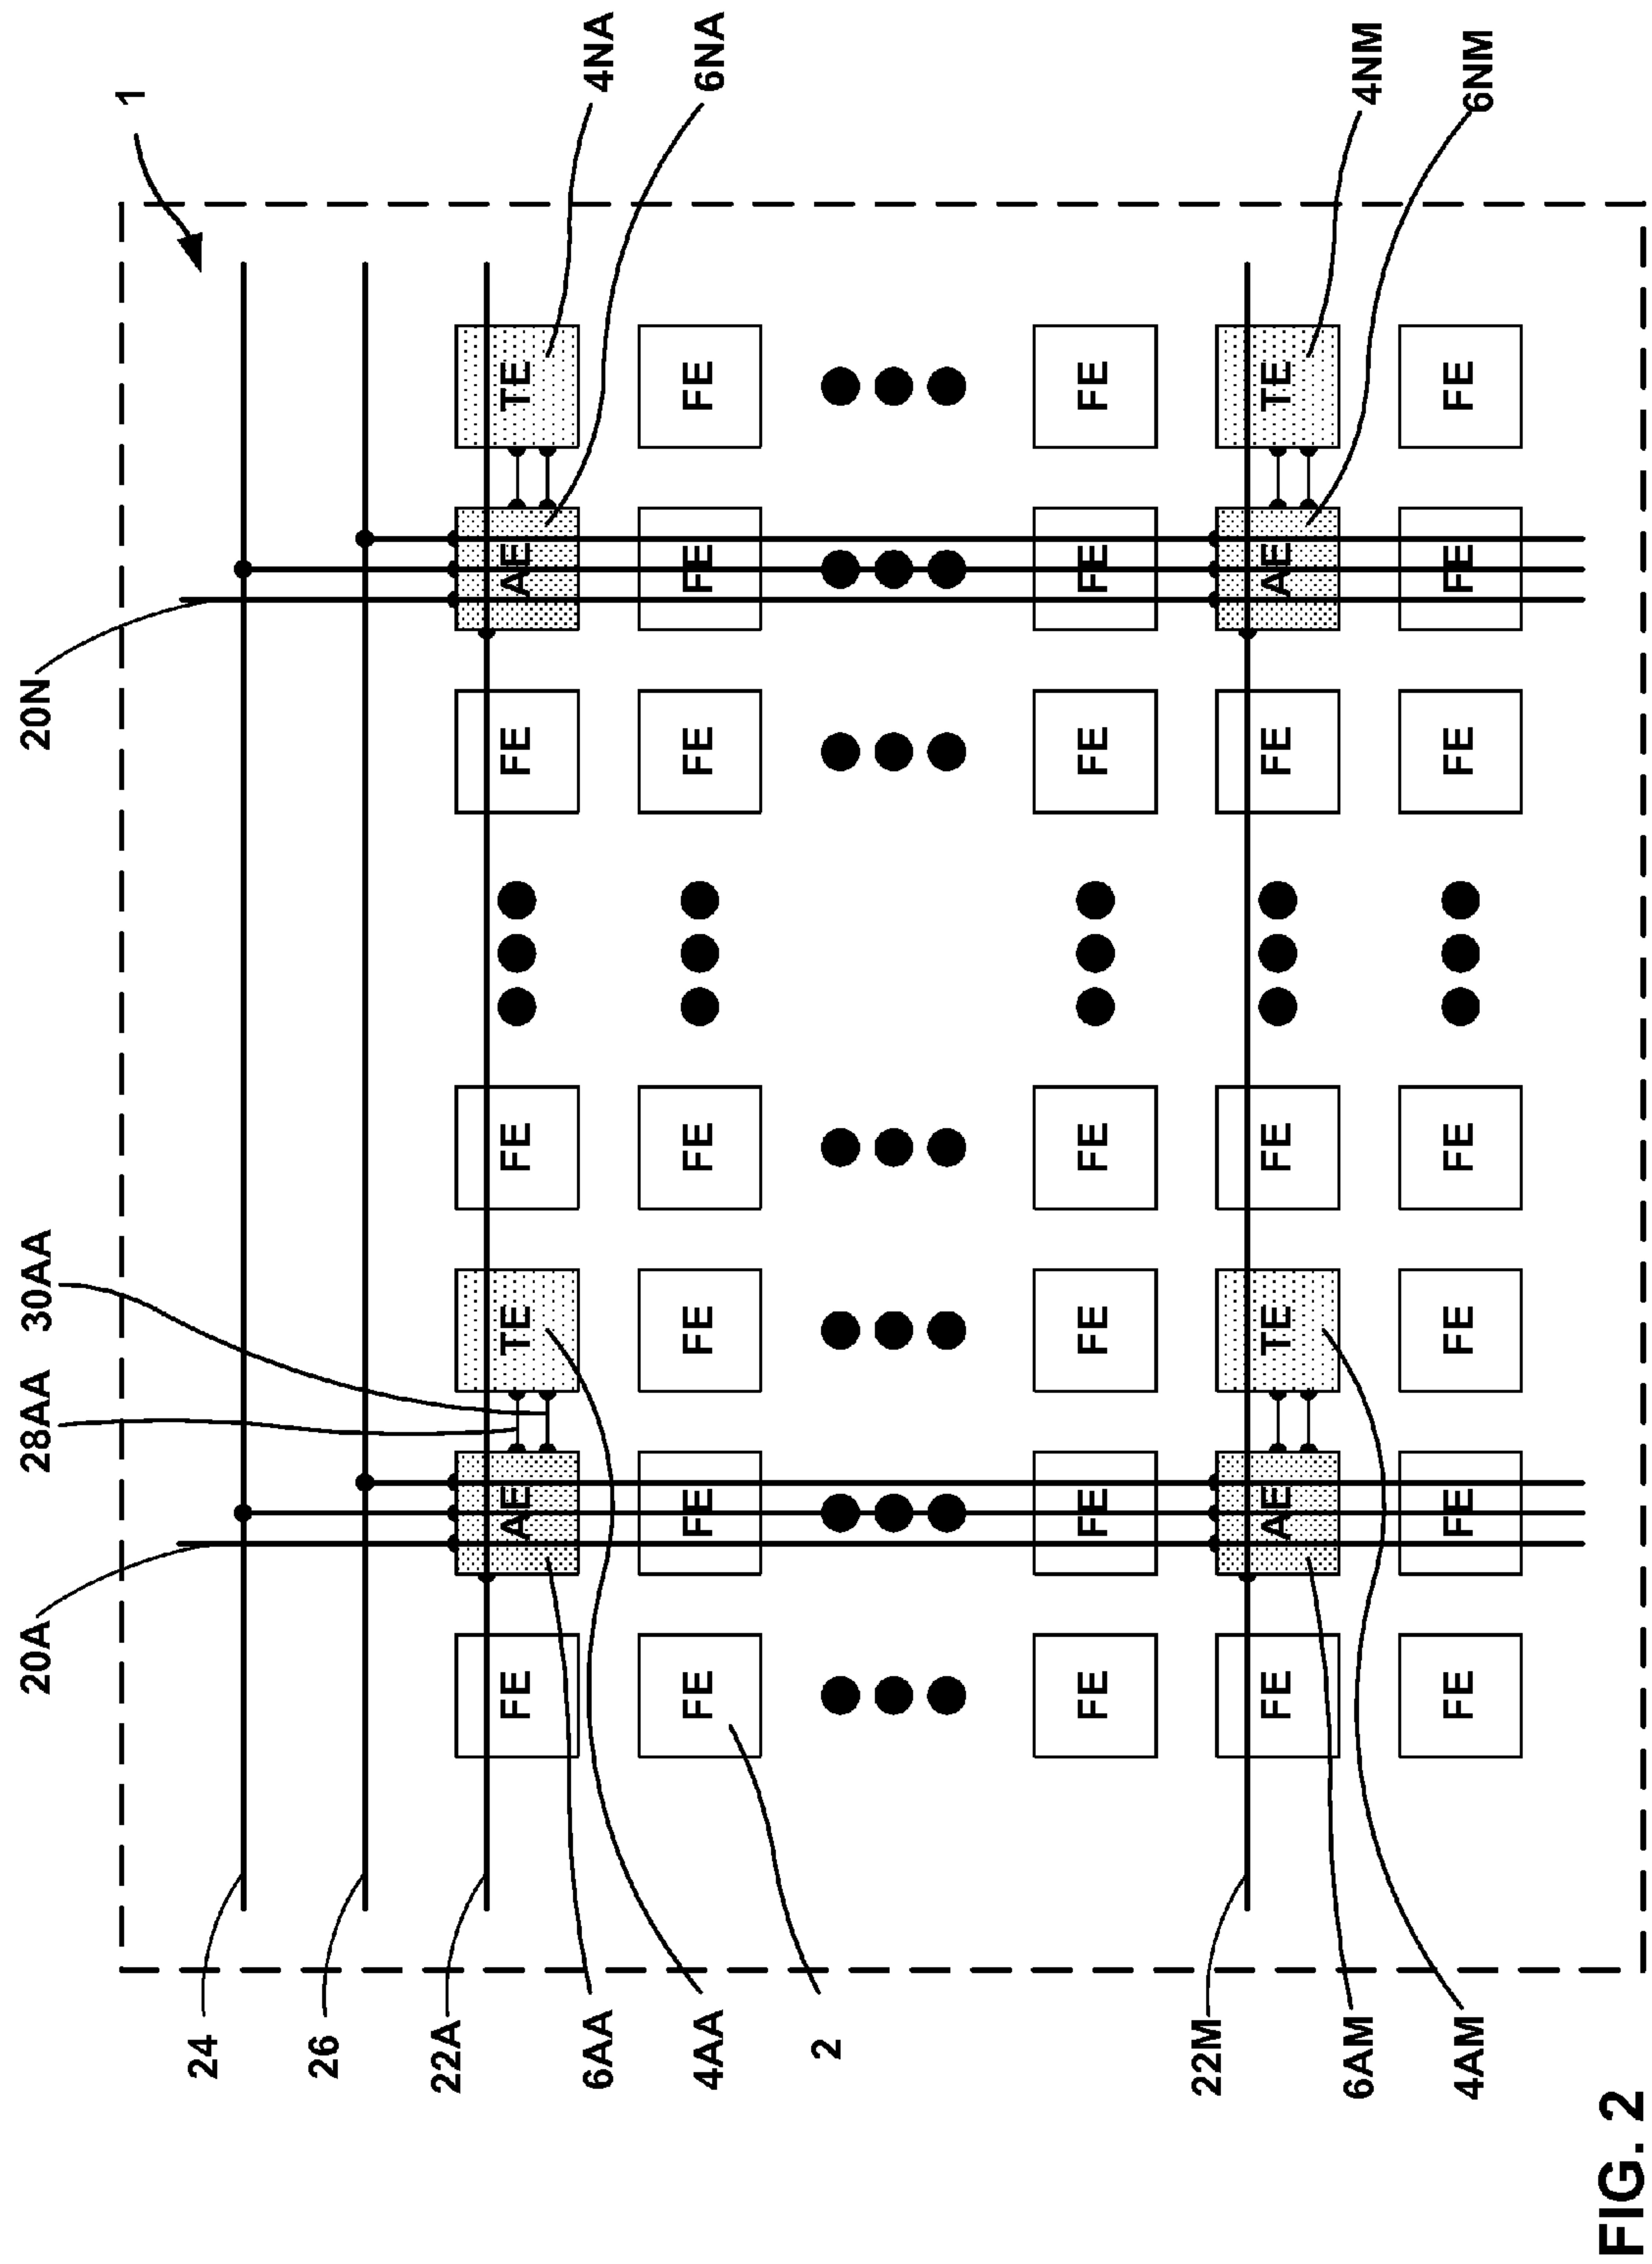 20A 28AA 30AA 20N
1
24
26
22A
FE AE TE FE FE AE TE
6AA 4NA
FE FE FE FE FE FE FE
4AA 6NA
2
FE FE FE FE FE FE FE
22M
FE AE TE FE FE AE TE
6AM 4NM
FE FE FE FE FE FE FE
4AM 6NM
FIG. 2